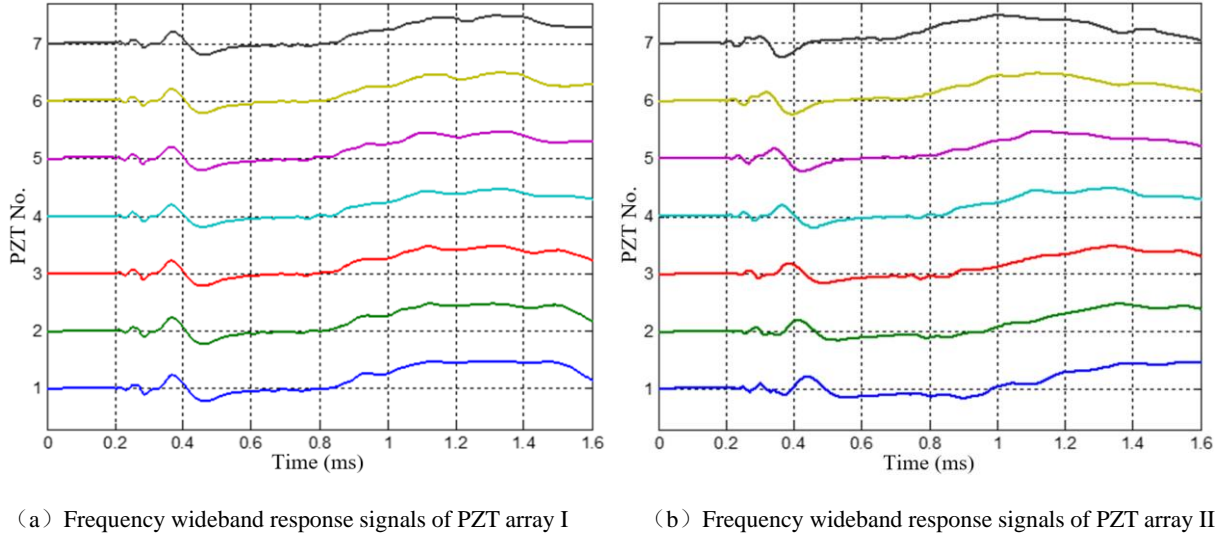 7
6
5
4
3
2
1
PZT No.
0 0.2 0.4 0.6 0.8 1 1.2 1.4 1.6
Time (ms)
(a)Frequency wideband response signals of PZT array I
7
6
5
4
3
2
1
PZT No.
0 0.2 0.4 0.6 0.8 1 1.2 1.4 1.6
Time (ms)
(b)Frequency wideband response signals of PZT array II